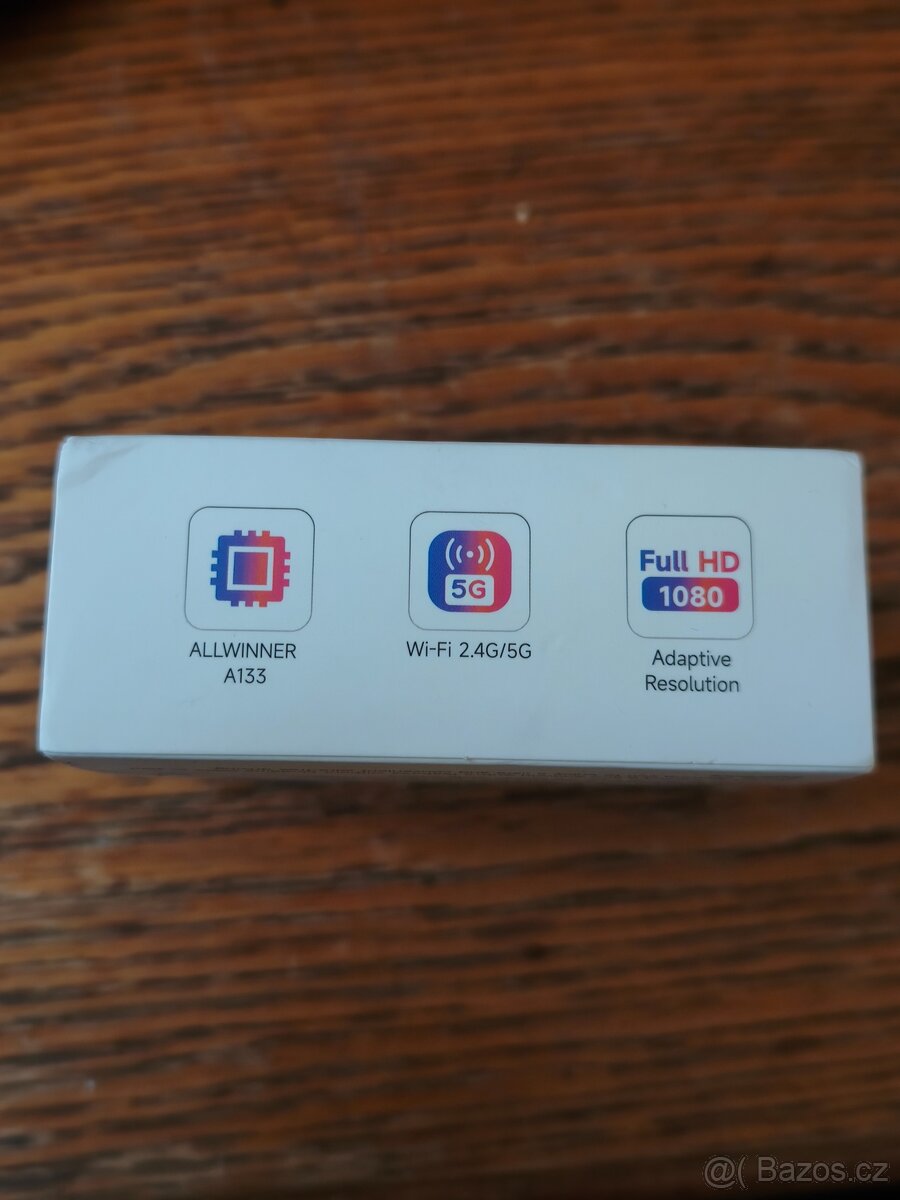 5G
Full HD
1080
ALLWINNER
A133
Wi-Fi 2.4G/5G
Adaptive
Resolution
@( Bazos.cz